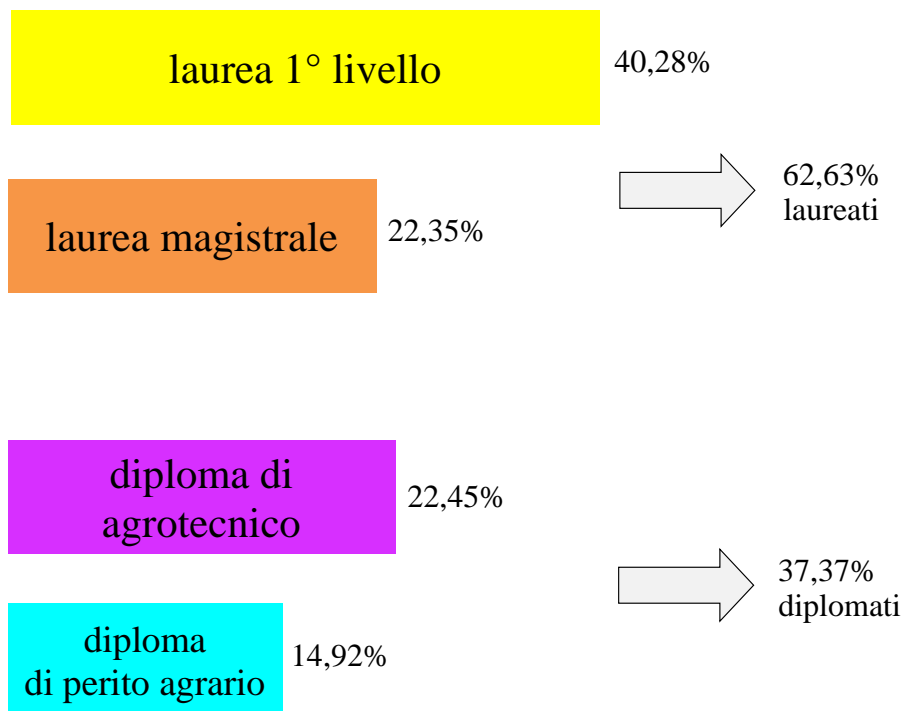 laurea 1° livello
40,28%
laurea magistrale
22,35%
62,63%
laureati
diploma di
agrotecnico
22,45%
diploma
di perito agrario
14,92%
37,37%
diplomati